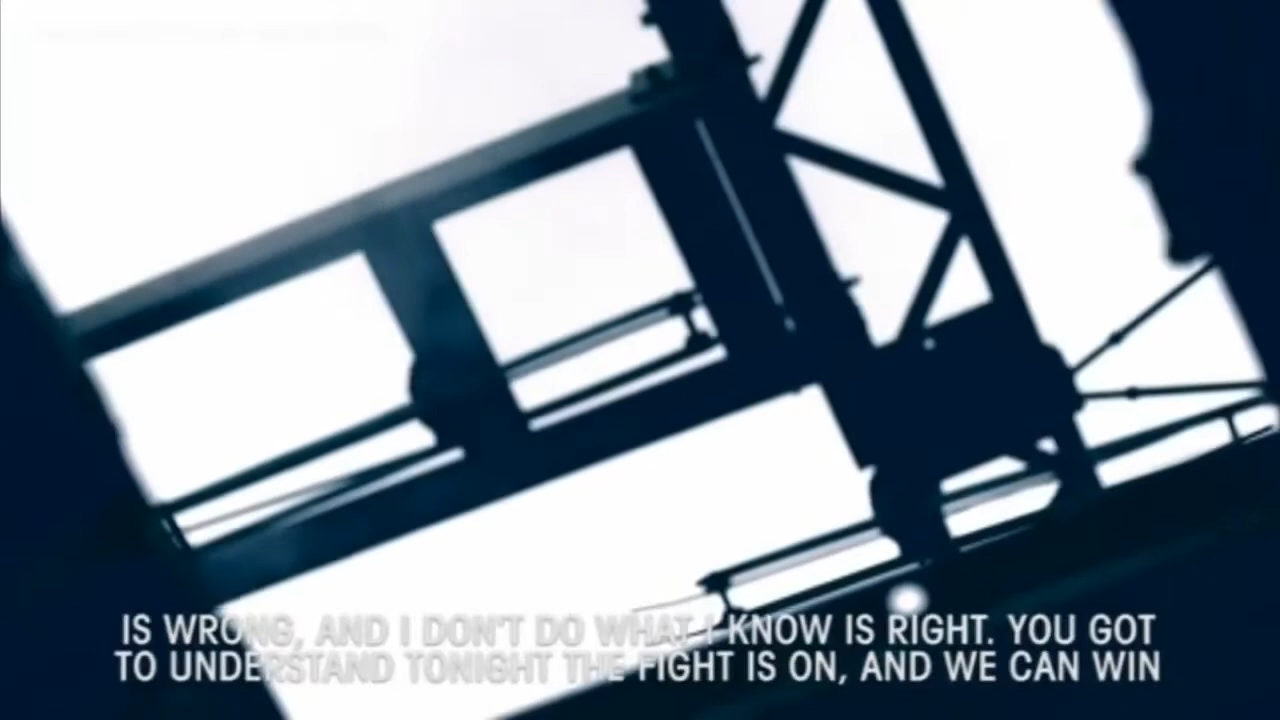 IS WRONG, AND I DON'T DO WHAT I KNOW IS RIGHT. YOU GOT
TO UNDERSTAND TONIGHT THE FIGHT IS ON, AND WE CAN WIN